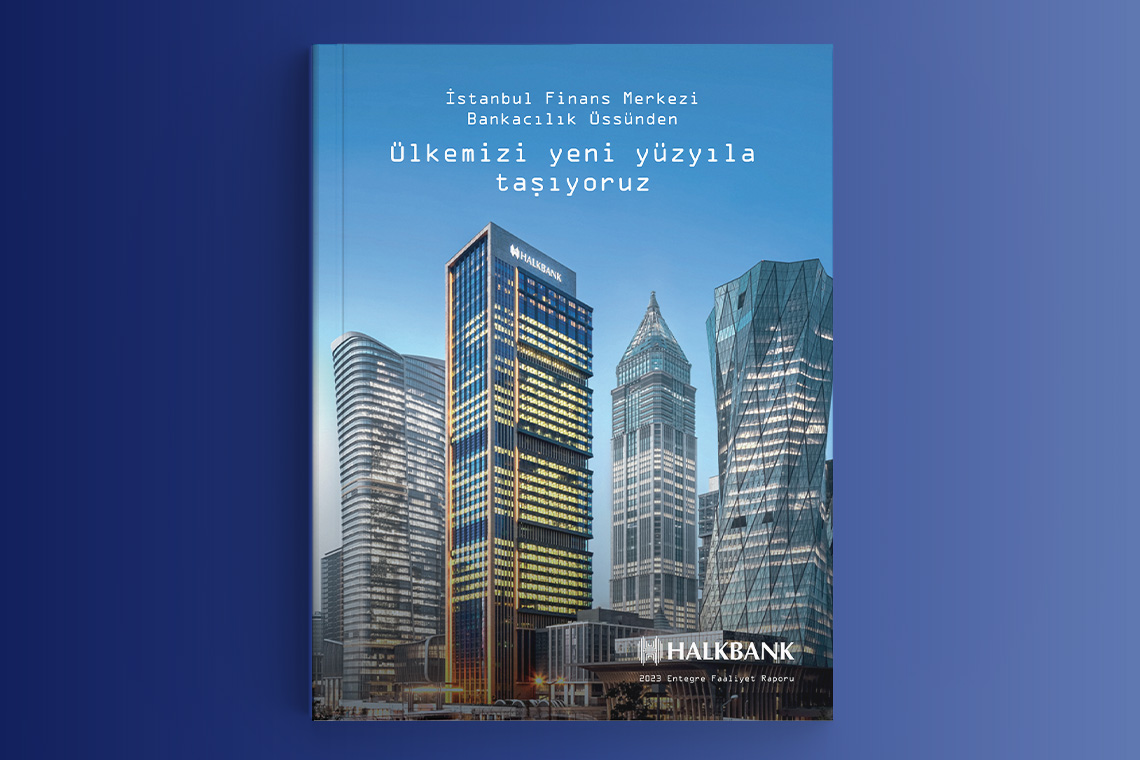 İstanbul Finans Merkezi
Bankacılık Üssünden
Ülkemizi yeni yüzyıla
taşıyoruz
HALKBANK
HALKBANK
2023 Entegre Faaliyet Raporu